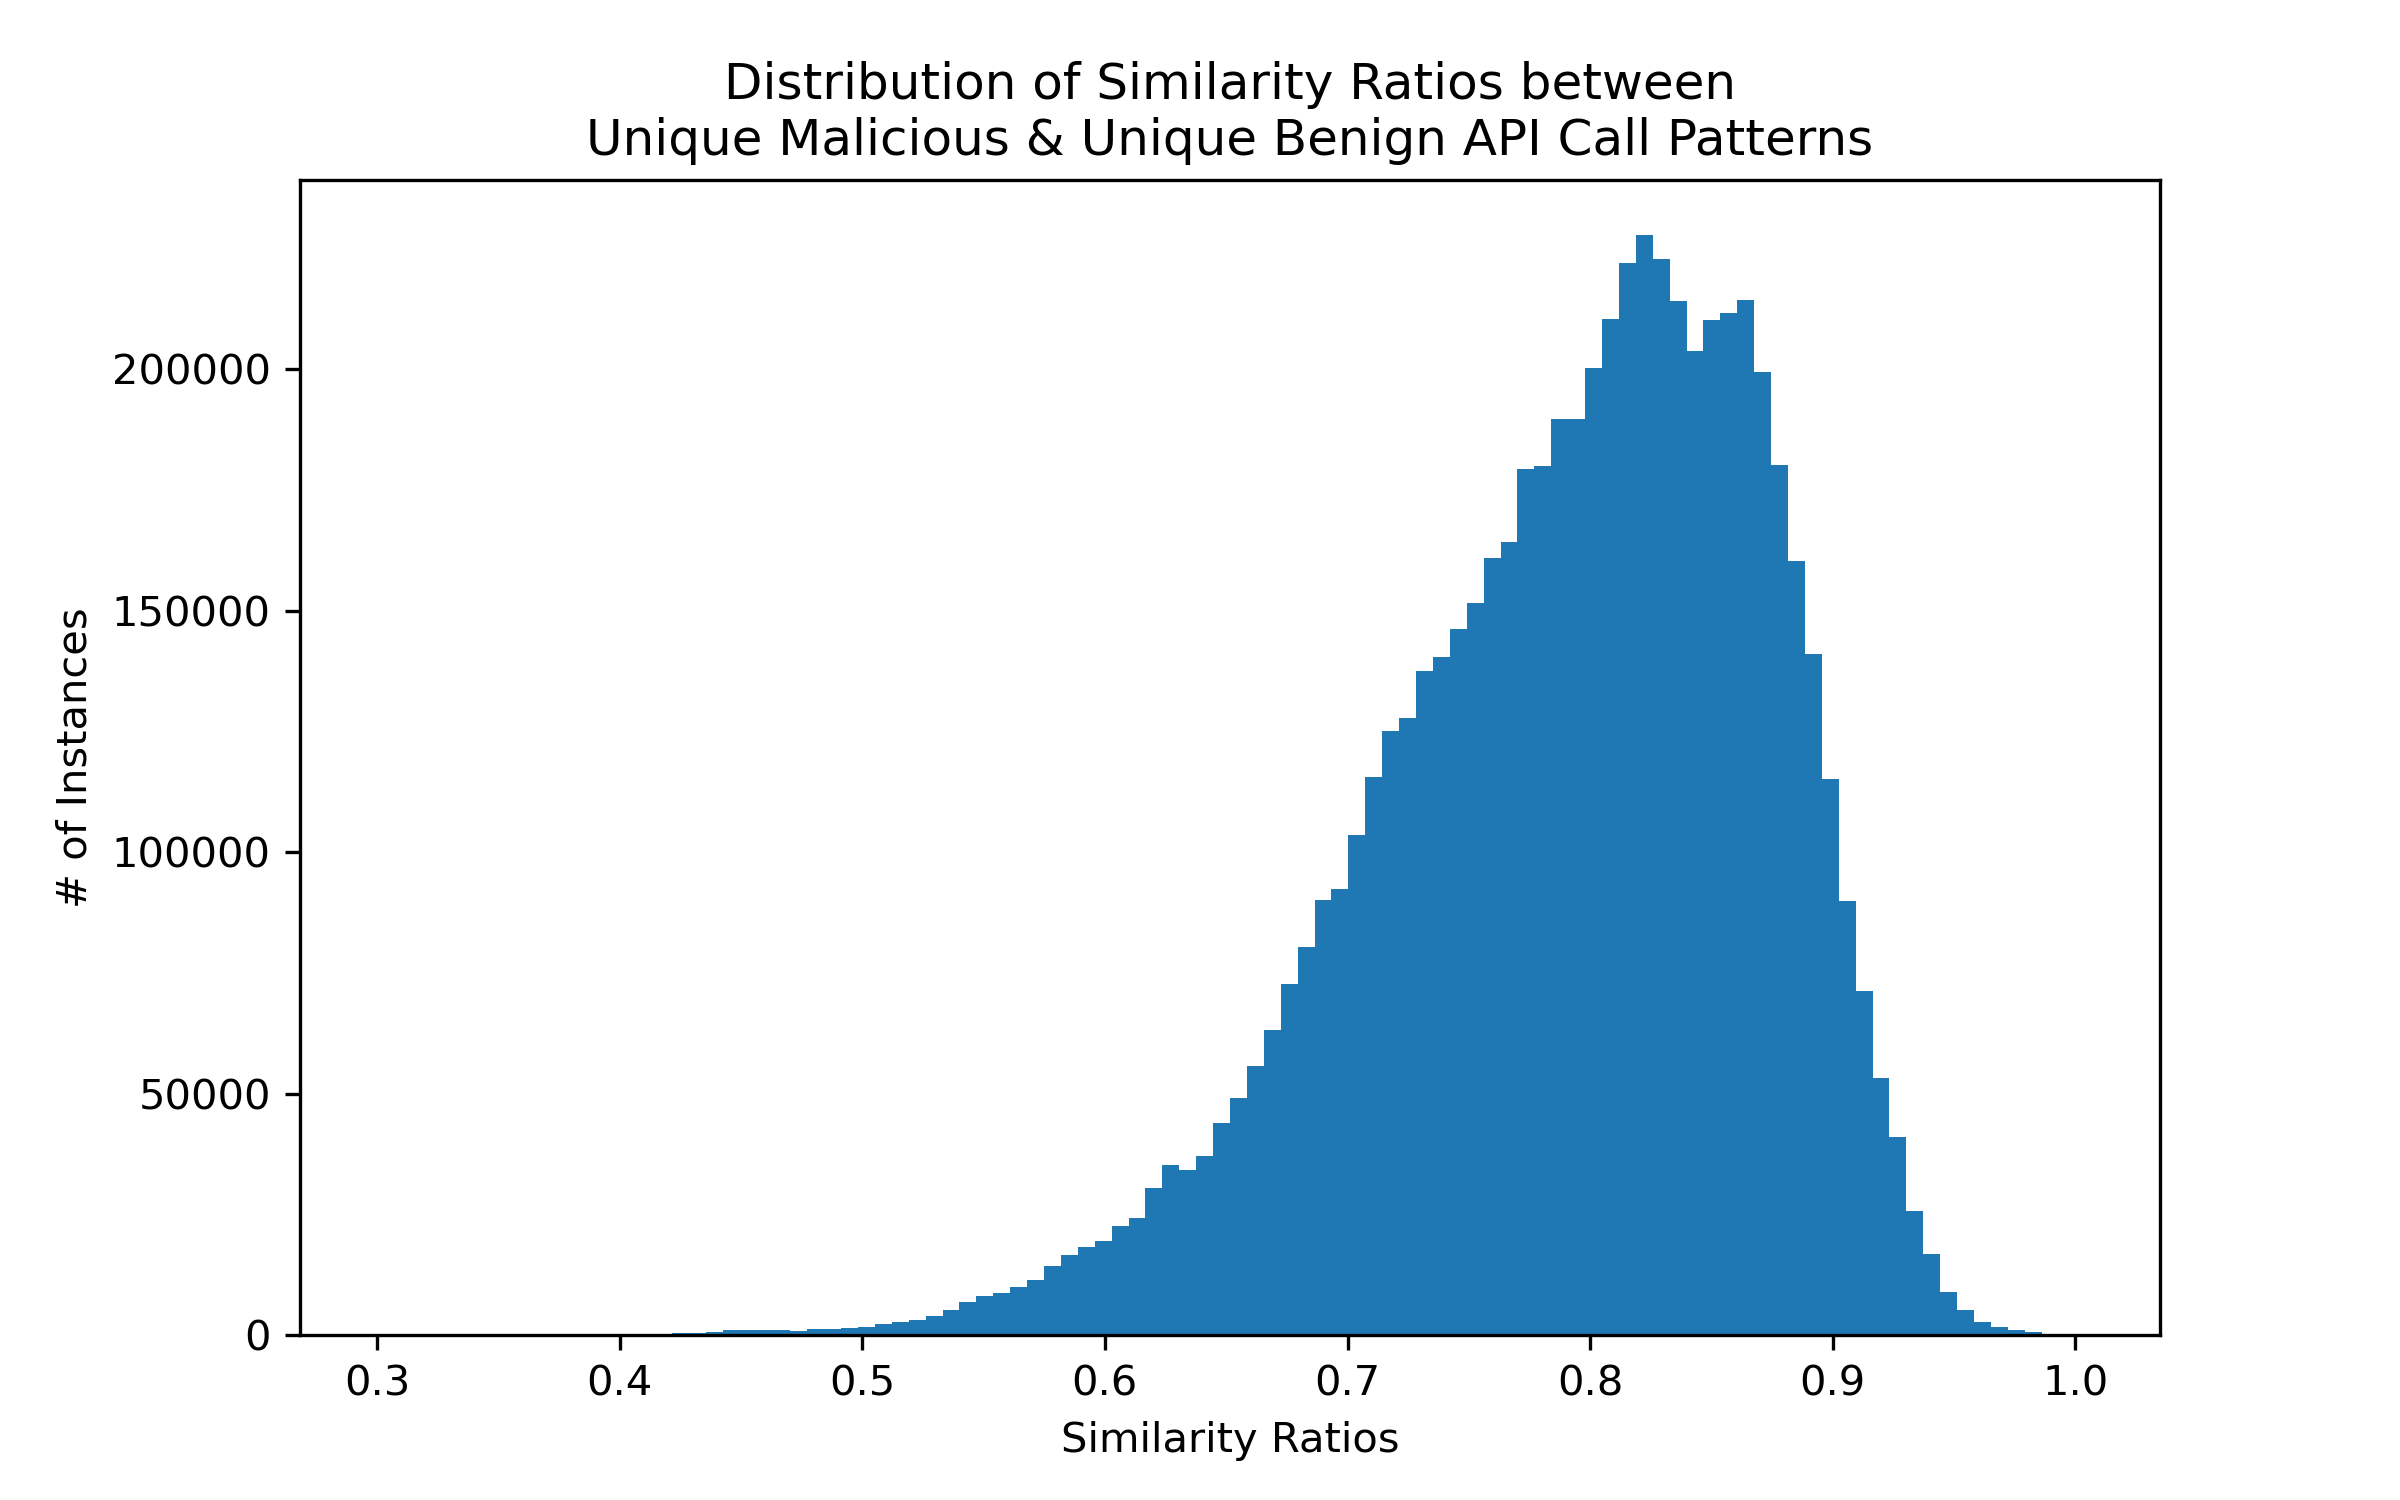 Distribution of Similarity Ratios between
Unique Malicious & Unique Benign API Call Patterns
# of Instances
200000
150000
100000
50000
0
0.3 0.4 0.5 0.6 0.7 0.8 0.9 1.0
Similarity Ratios